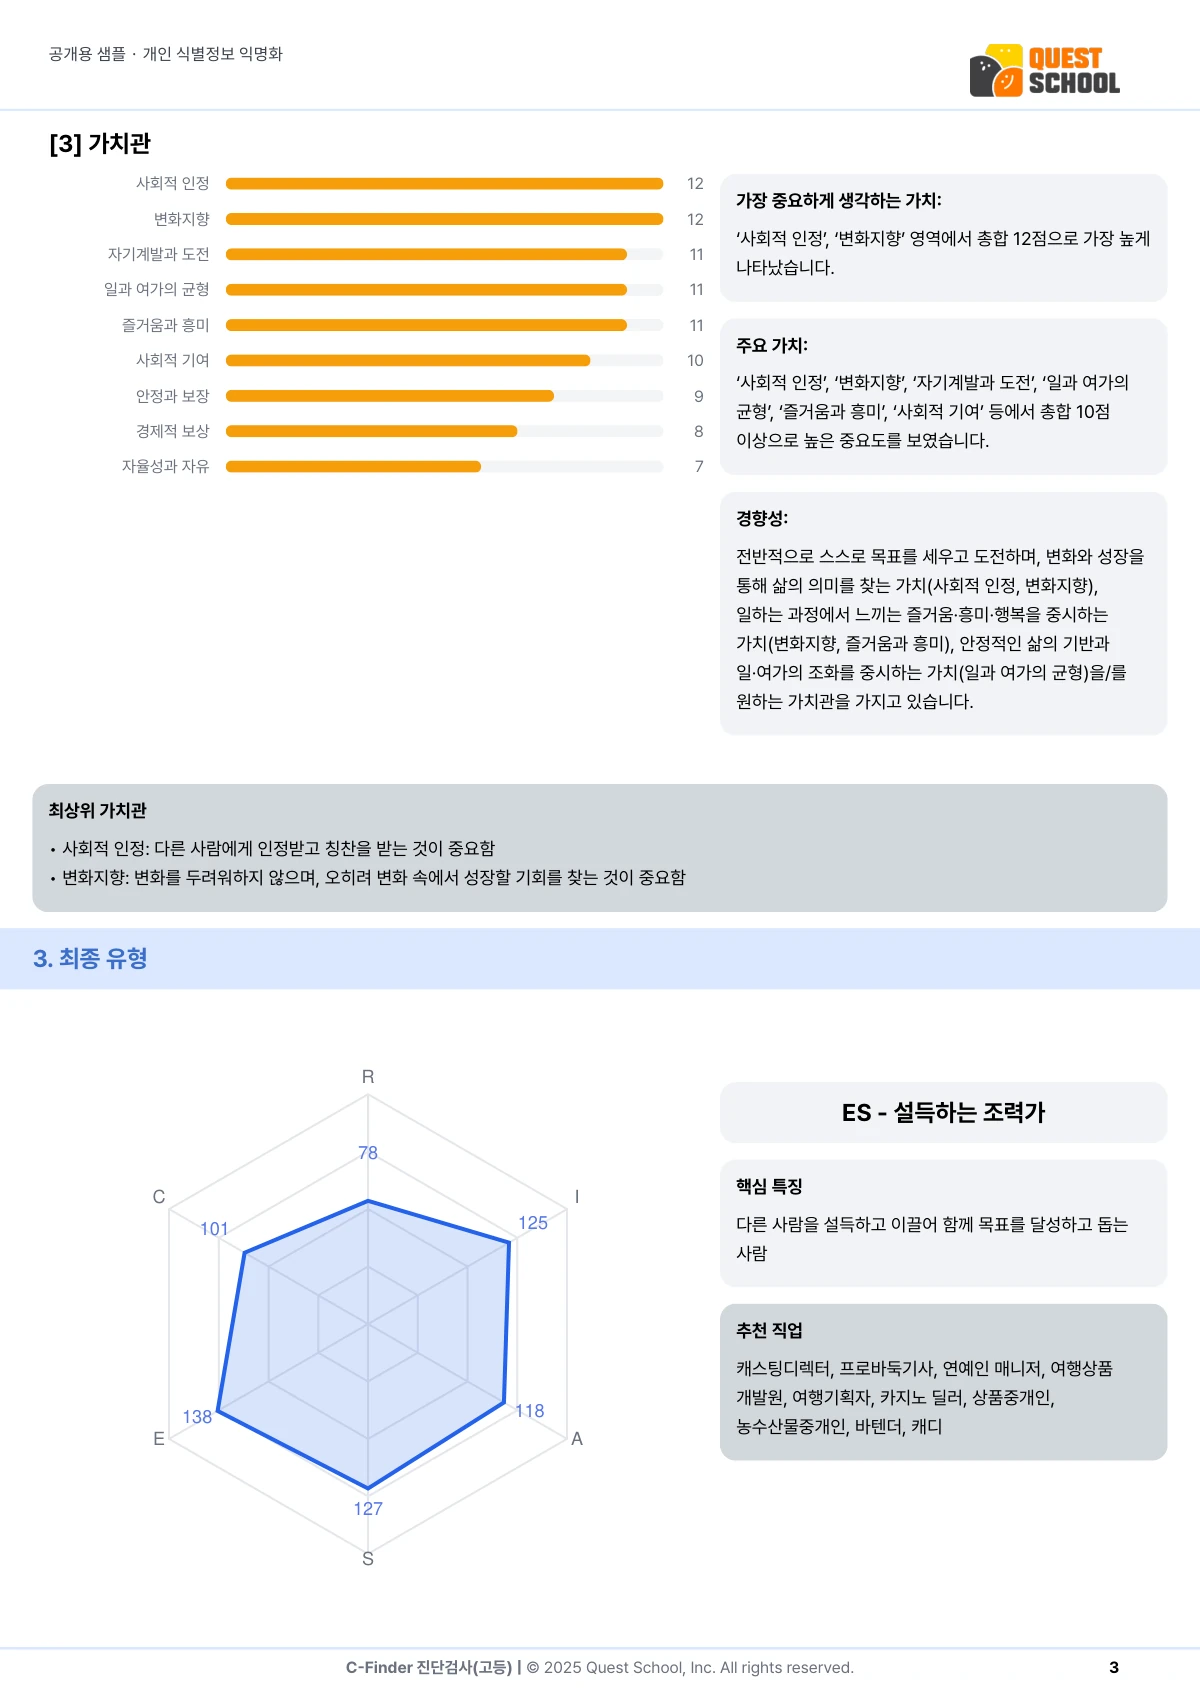 공개용 샘플 · 개인 식별정보 익명화
QUEST
SCHOOL
[3] 가치관
사회적 인정 12
변화지향 12
자기계발과 도전 11
일과 여가의 균형 11
즐거움과 흥미 11
사회적 기여 10
안정과 보장 9
경제적 보상 8
자율성과 자유 7
가장 중요하게 생각하는 가치:
‘사회적 인정’, ‘변화지향’ 영역에서 총합 12점으로 가장 높게
나타났습니다.
주요 가치:
‘사회적 인정’, ‘변화지향’, ‘자기계발과 도전’, ‘일과 여가의
균형’, ‘즐거움과 흥미’, ‘사회적 기여’ 등에서 총합 10점
이상으로 높은 중요도를 보였습니다.
경향성:
전반적으로 스스로 목표를 세우고 도전하며, 변화와 성장을
통해 삶의 의미를 찾는 가치(사회적 인정, 변화지향),
일하는 과정에서 느끼는 즐거움·흥미·행복을 중시하는
가치(변화지향, 즐거움과 흥미), 안정적인 삶의 기반과
일·여가의 조화를 중시하는 가치(일과 여가의 균형)을/를
원하는 가치관을 가지고 있습니다.
최상위 가치관
• 사회적 인정: 다른 사람에게 인정받고 칭찬을 받는 것이 중요함
• 변화지향: 변화를 두려워하지 않으며, 오히려 변화 속에서 성장할 기회를 찾는 것이 중요함
3. 최종 유형
R
78
C
101
I
125
138
E
118
A
127
S
ES - 설득하는 조력가
핵심 특징
다른 사람을 설득하고 이끌어 함께 목표를 달성하고 돕는
사람
추천 직업
캐스팅디렉터, 프로바둑기사, 연예인 매니저, 여행상품
개발원, 여행기획자, 카지노 딜러, 상품중개인,
농수산물중개인, 바텐더, 캐디
C-Finder 진단검사(고등) | © 2025 Quest School, Inc. All rights reserved.
3